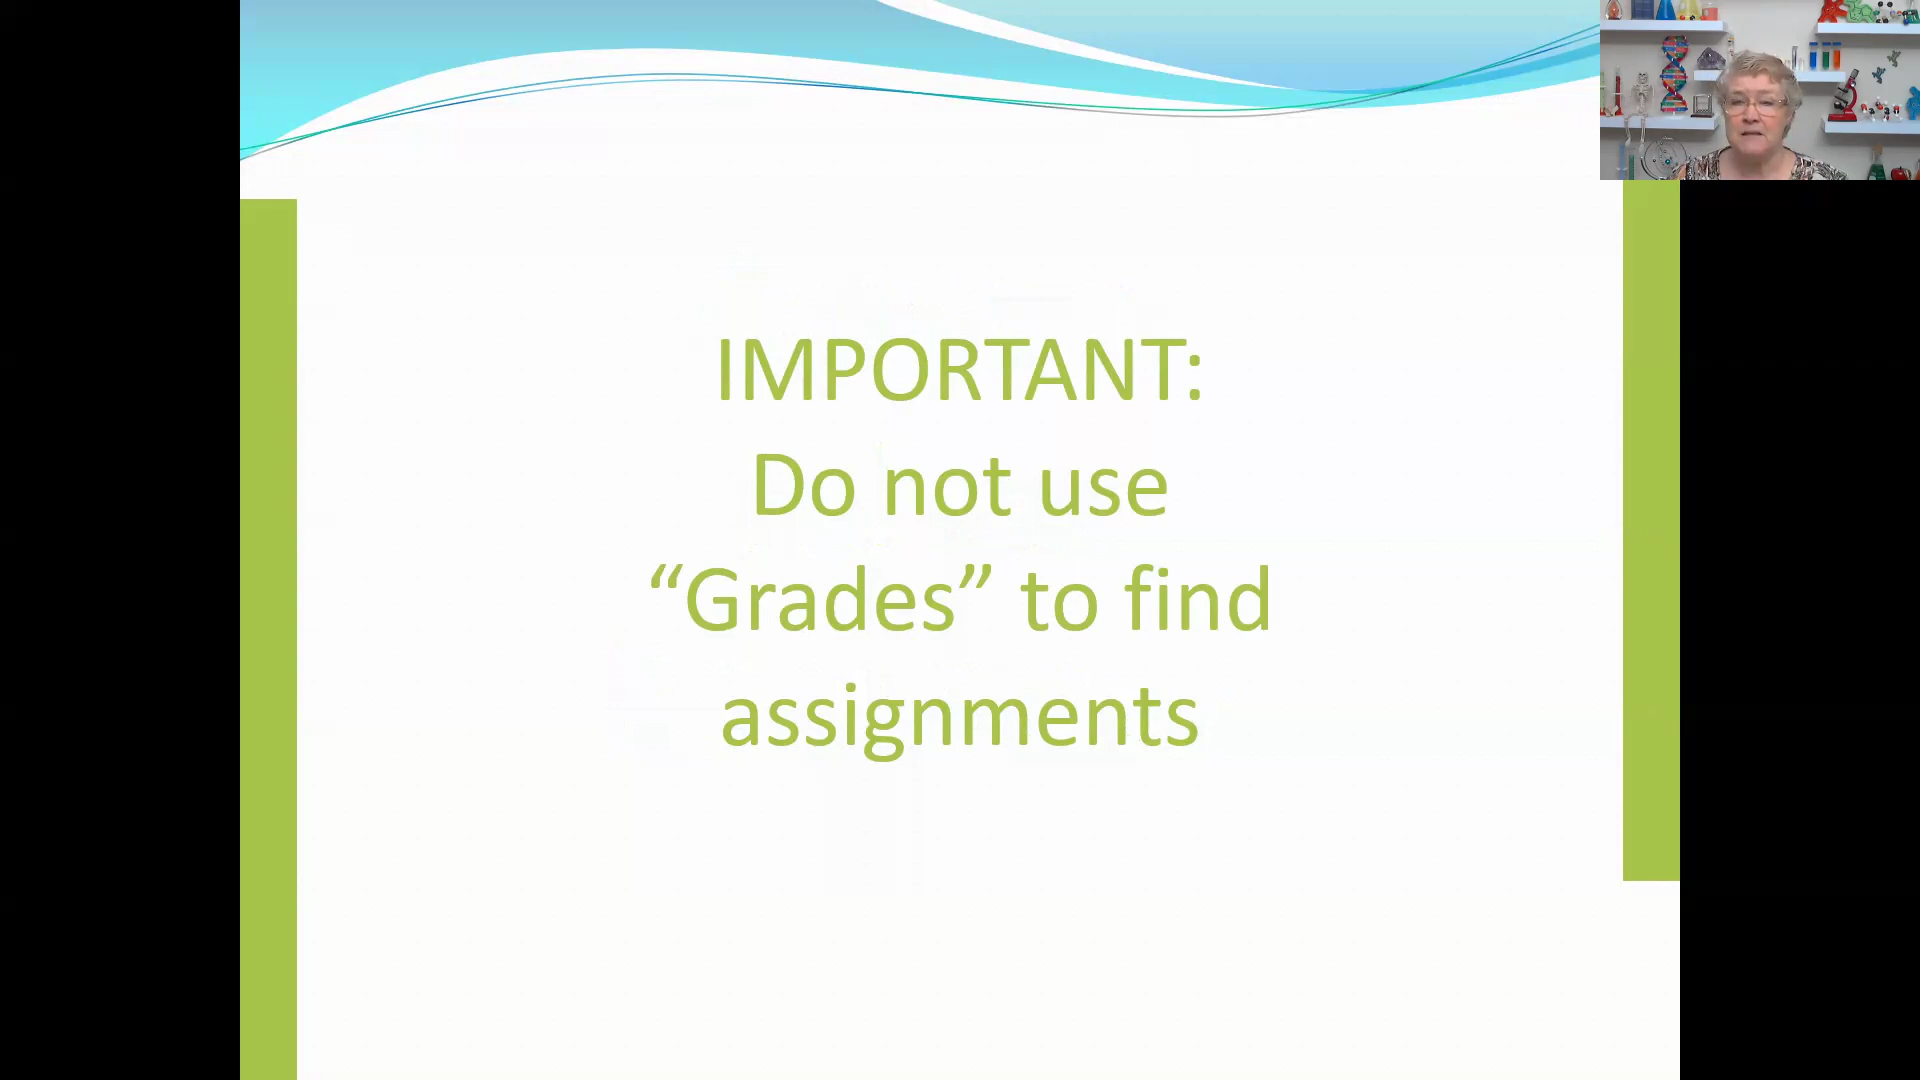 IMPORTANT:
Do not use
“Grades” to find
assignments